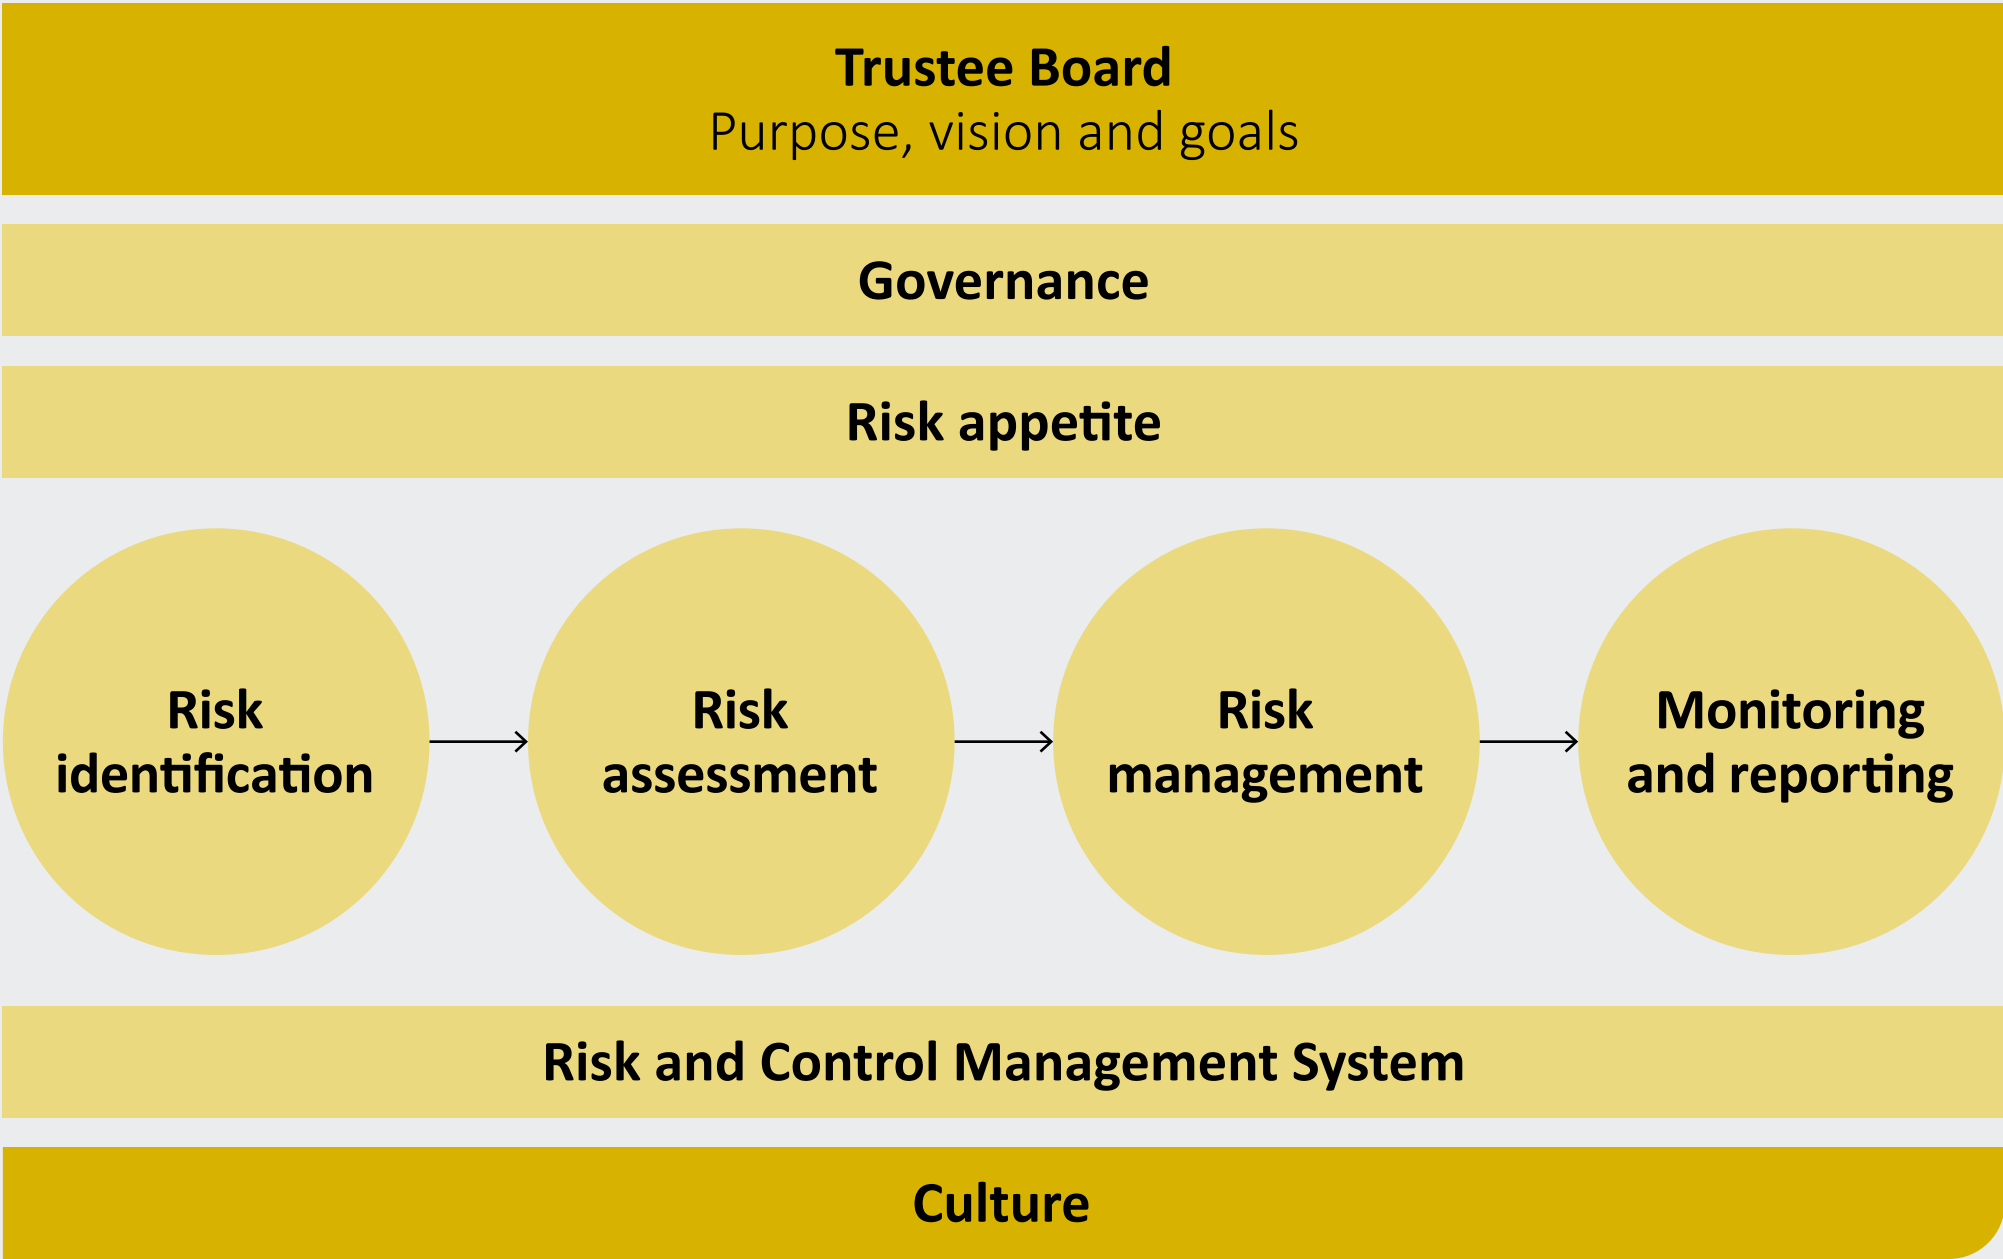 Trustee Board
Purpose, vision and goals
Governance
Risk appetite
Risk
identification
Risk
assessment
Risk
management
Monitoring
and reporting
Risk and Control Management System
Culture